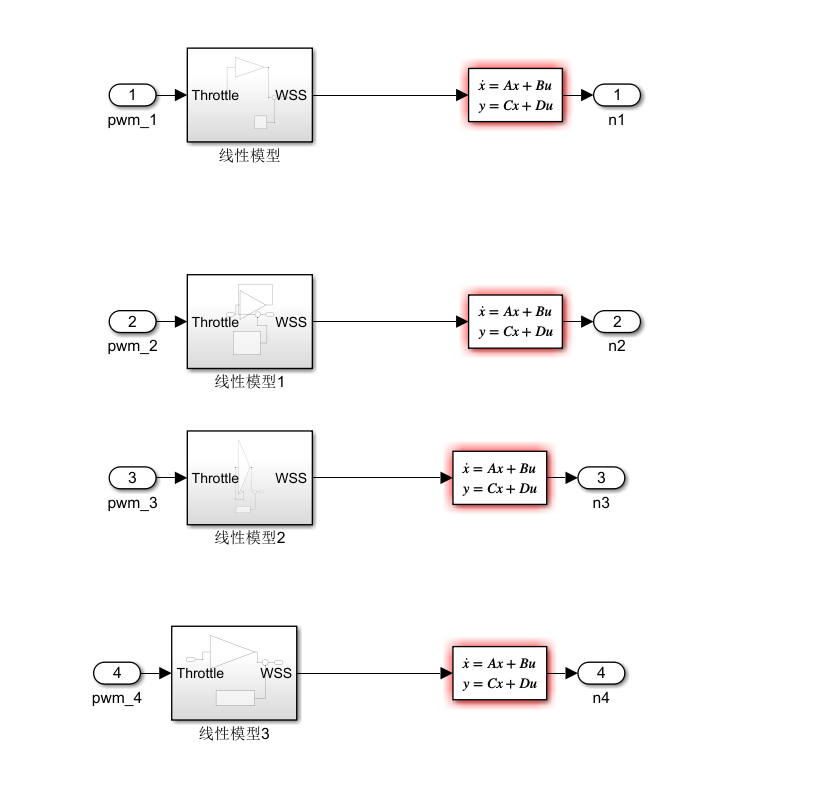 1
pwm_1
Throttle
WSS
线性模型
ẋ = Ax + Bu
y = Cx + Du
1
n1
2
pwm_2
Throttle
WSS
线性模型1
ẋ = Ax + Bu
y = Cx + Du
2
n2
3
pwm_3
Throttle
WSS
线性模型2
ẋ = Ax + Bu
y = Cx + Du
3
n3
4
pwm_4
Throttle
WSS
线性模型3
ẋ = Ax + Bu
y = Cx + Du
4
n4